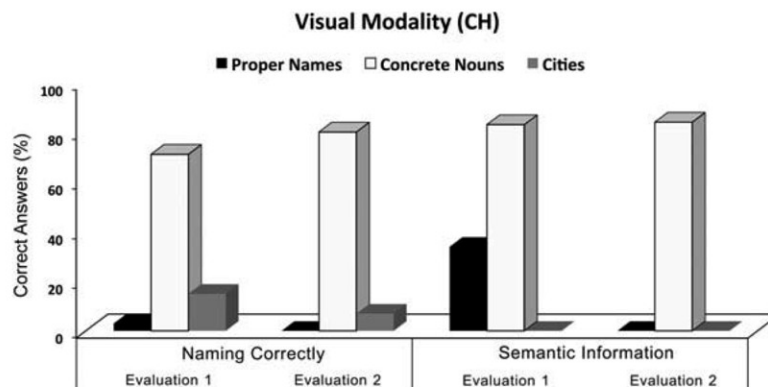 Visual Modality (CH)
Proper Names Concrete Nouns Cities
Correct Answers (%)
100
80
60
40
20
0
Naming Correctly Semantic Information
Evaluation 1 Evaluation 2 Evaluation 1 Evaluation 2